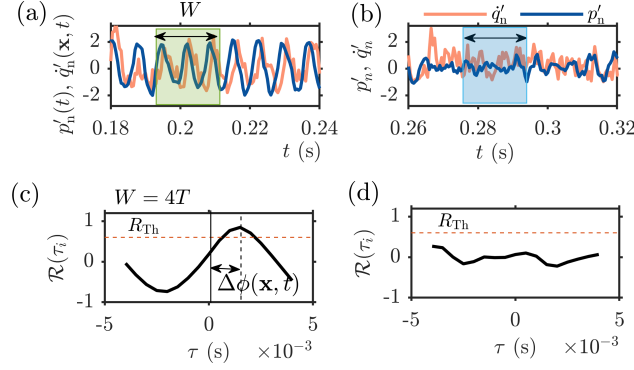 (a)
W
p′ₙ(t), q̇′ₙ(x, t)
2
0
-2
0.18
0.2
0.22
0.24
t (s)
(b)
q̇′ₙ
p′ₙ
p′ₙ, q̇′ₙ
2
0
-2
0.26
0.28
0.3
0.32
t (s)
(c)
W = 4T
R_Th
ℛ(τᵢ)
1
0
-1
Δϕ(x, t)
-5
0
5
τ (s)
×10⁻³
(d)
R_Th
ℛ(τᵢ)
1
0
-1
-5
0
5
τ (s)
×10⁻³